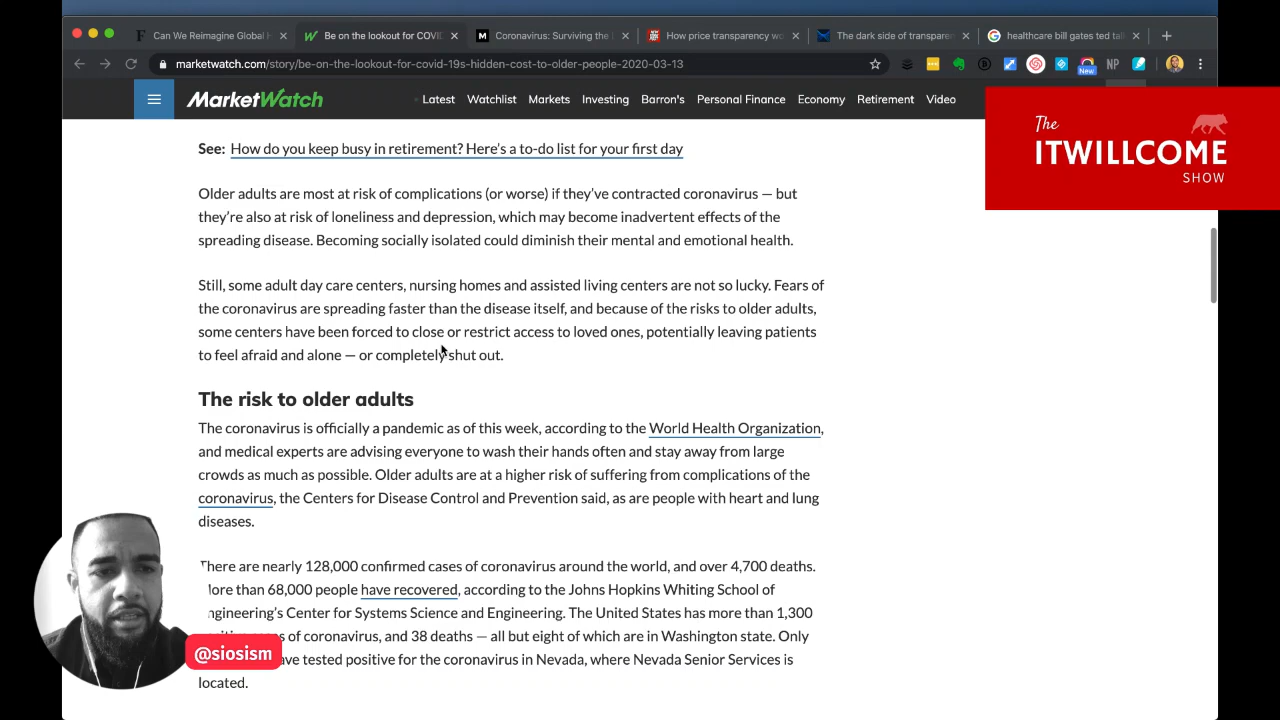 Can We Reimagine Global H
Be on the lookout for COVI
Coronavirus: Surviving the
How price transparency wo
The dark side of transparen
healthcare bill gates ted talk
marketwatch.com/story/be-on-the-lookout-for-covid-19s-hidden-cost-to-older-people-2020-03-13
New
NP
MarketWatch
Latest Watchlist Markets Investing Barron's Personal Finance Economy Retirement Video
The
ITWILLCOME
SHOW
See: How do you keep busy in retirement? Here's a to-do list for your first day
Older adults are most at risk of complications (or worse) if they've contracted coronavirus — but
they're also at risk of loneliness and depression, which may become inadvertent effects of the
spreading disease. Becoming socially isolated could diminish their mental and emotional health.
Still, some adult day care centers, nursing homes and assisted living centers are not so lucky. Fears of
the coronavirus are spreading faster than the disease itself, and because of the risks to older adults,
some centers have been forced to close or restrict access to loved ones, potentially leaving patients
to feel afraid and alone — or completely shut out.
The risk to older adults
The coronavirus is officially a pandemic as of this week, according to the World Health Organization,
and medical experts are advising everyone to wash their hands often and stay away from large
crowds as much as possible. Older adults are at a higher risk of suffering from complications of the
coronavirus, the Centers for Disease Control and Prevention said, as are people with heart and lung
diseases.
There are nearly 128,000 confirmed cases of coronavirus around the world, and over 4,700 deaths.
More than 68,000 people have recovered, according to the Johns Hopkins Whiting School of
ngineering's Center for Systems Science and Engineering. The United States has more than 1,300
of coronavirus, and 38 deaths — all but eight of which are in Washington state. Only
ve tested positive for the coronavirus in Nevada, where Nevada Senior Services is
located.
@siosism